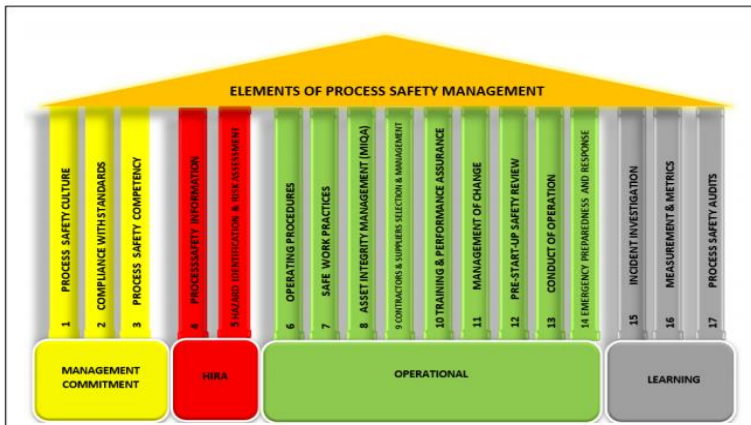 ELEMENTS OF PROCESS SAFETY MANAGEMENT
1 PROCESS SAFETY CULTURE
2 COMPLIANCE WITH STANDARDS
3 PROCESS SAFETY COMPETENCY
4 PROCESSSAFETY INFORMATION
5 HAZARD IDENTIFICATION & RISK ASSESSMENT
6 OPERATING PROCEDURES
7 SAFE WORK PRACTICES
8 ASSET INTEGRITY MANAGEMENT (MIQA)
9 CONTRACTORS & SUPPLIERS SELECTION & MANAGEMENT
10 TRAINING & PERFORMANCE ASSURANCE
11 MANAGEMENT OF CHANGE
12 PRE-START-UP SAFETY REVIEW
13 CONDUCT OF OPERATION
14 EMERGENCY PREPAREDNESS AND RESPONSE
15 INCIDENT INVESTIGATION
16 MEASUREMENT & METRICS
17 PROCESS SAFETY AUDITS
MANAGEMENT
COMMITMENT
HIRA
OPERATIONAL
LEARNING